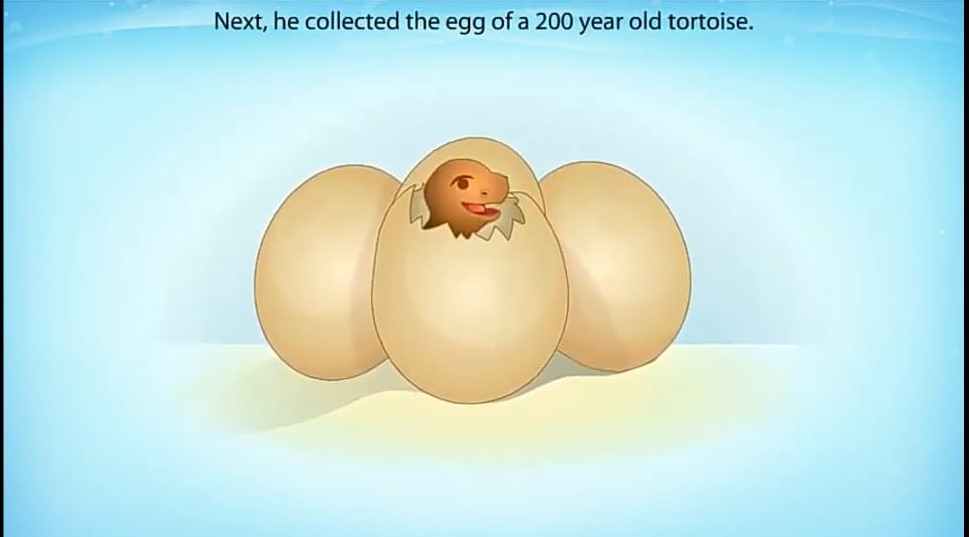 Next, he collected the egg of a 200 year old tortoise.